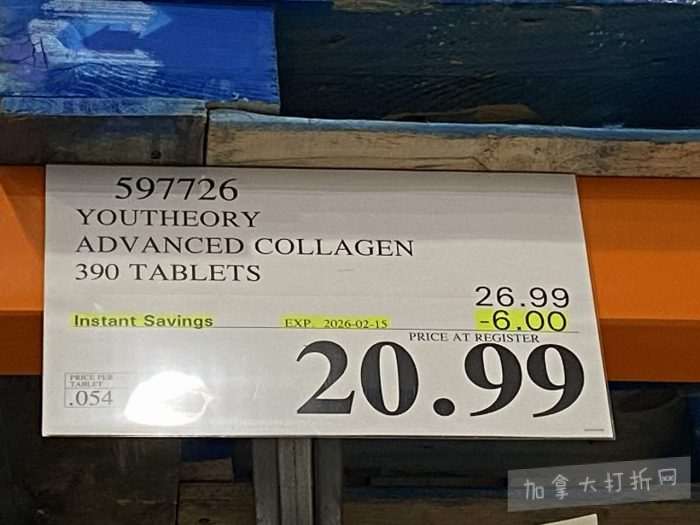 597726
YOUTHEORY
ADVANCED COLLAGEN
390 TABLETS
26.99
Instant Savings EXP. 2026-02-15 -6.00
PRICE AT REGISTER
20.99
PRICE PER
TABLET
.054
加拿大打折网